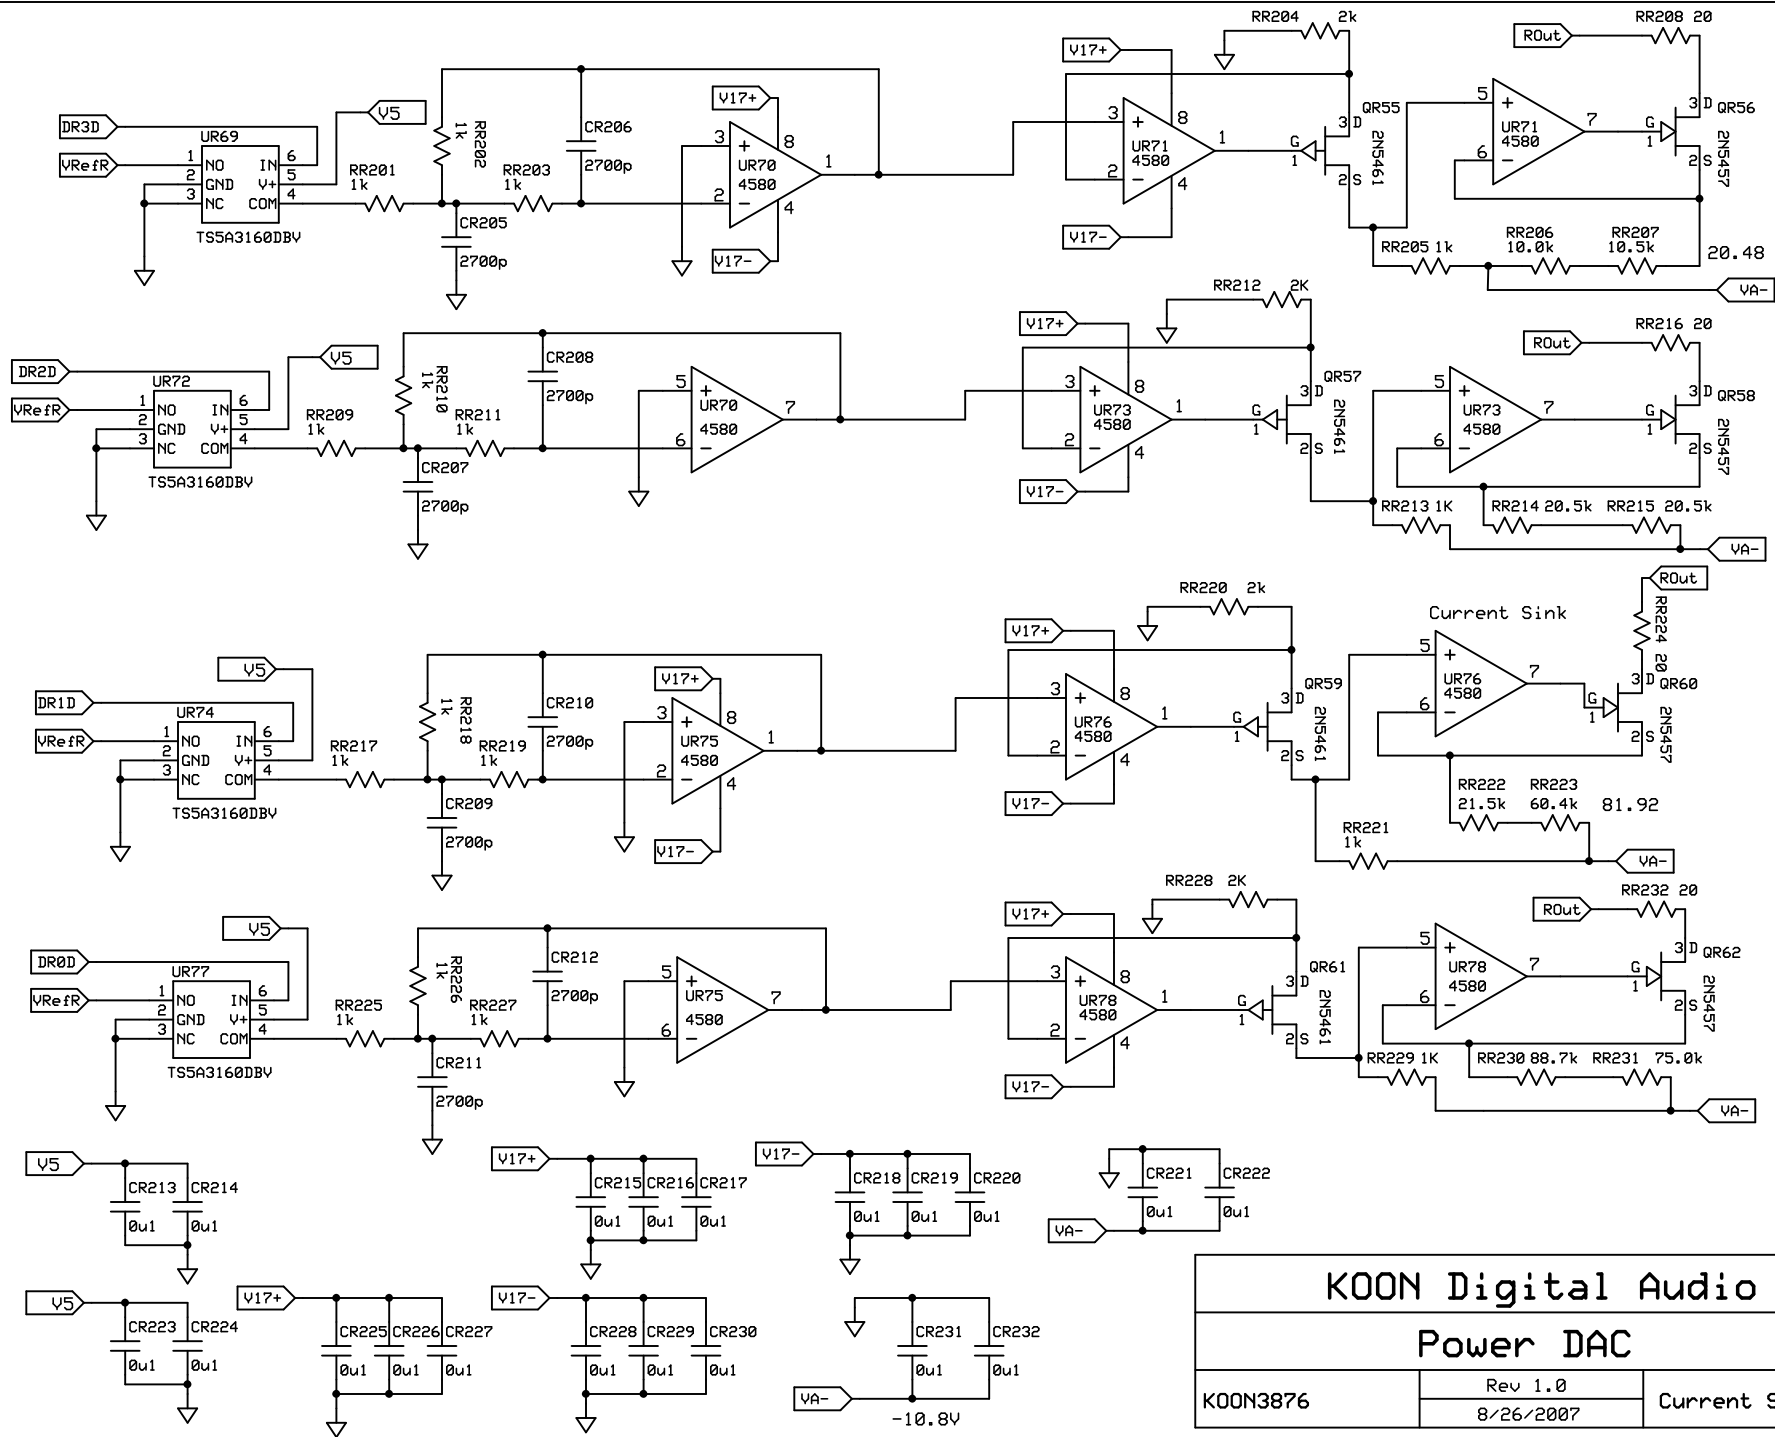 RR204 2k
ROut
RR208 20
V17+
V5
V17+
DR3D
UR69
VRefR
1 NO IN 6
2 GND V+ 5
3 NC COM 4
TS5A3160DBV
RR201
1k
RR202
1k
RR203
1k
CR206
2700p
CR205
2700p
3 + 8
UR70
4580
1
2 - 4
V17-
3 + 8
UR71
4580
1
2 - 4
V17-
QR55
3 D
G
1
2 S
2N5461
5 +
UR71
4580
7
6 -
3 D QR56
G
1
2 S
2N5457
RR205 1k
RR206
10.0k
RR207
10.5k
20.48
VA-
RR212 2K
V17+
ROut
RR216 20
V5
DR2D
UR72
VRefR
1 NO IN 6
2 GND V+ 5
3 NC COM 4
TS5A3160DBV
RR209
1k
RR210
1k
RR211
1k
CR208
2700p
CR207
2700p
5 +
UR70
4580
7
6 -
3 + 8
UR73
4580
1
2 - 4
V17-
QR57
3 D
G
1
2 S
2N5461
5 +
UR73
4580
7
6 -
3 D
QR58
G
1
2 S
2N5457
RR213 1K
RR214 20.5k
RR215 20.5k
VA-
RR220 2k
V17+
Current Sink
ROut
RR224 20
V5
V17+
DR1D
UR74
VRefR
1 NO IN 6
2 GND V+ 5
3 NC COM 4
TS5A3160DBV
RR217
1k
RR218
1k
RR219
1k
CR210
2700p
CR209
2700p
3 + 8
UR75
4580
1
2 - 4
V17-
3 + 8
UR76
4580
1
2 - 4
V17-
QR59
3 D
G
1
2 S
2N5461
5 +
UR76
4580
7
6 -
3 D QR60
G
1
2 S
2N5457
RR222
21.5k
RR223
60.4k
81.92
RR221
1k
VA-
RR228 2K
V17+
ROut
RR232 20
V5
DR0D
UR77
VRefR
1 NO IN 6
2 GND V+ 5
3 NC COM 4
TS5A3160DBV
RR225
1k
RR226
1k
RR227
1k
CR212
2700p
CR211
2700p
5 +
UR75
4580
7
6 -
3 + 8
UR78
4580
1
2 - 4
V17-
QR61
3 D
G
1
2 S
2N5461
5 +
UR78
4580
7
6 -
3 D QR62
G
1
2 S
2N5457
RR229 1K
RR230 88.7k
RR231 75.0k
VA-
V5
CR213 CR214
0u1 0u1
V17+
CR215 CR216 CR217
0u1 0u1 0u1
V17-
CR218 CR219 CR220
0u1 0u1 0u1
CR221 CR222
0u1 0u1
VA-
V5
CR223 CR224
0u1 0u1
V17+
CR225 CR226 CR227
0u1 0u1 0u1
V17-
CR228 CR229 CR230
0u1 0u1 0u1
CR231 CR232
0u1 0u1
VA-
-10.8V
KOON Digital Audio
Power DAC
KOON3876
Rev 1.0
8/26/2007
Current S